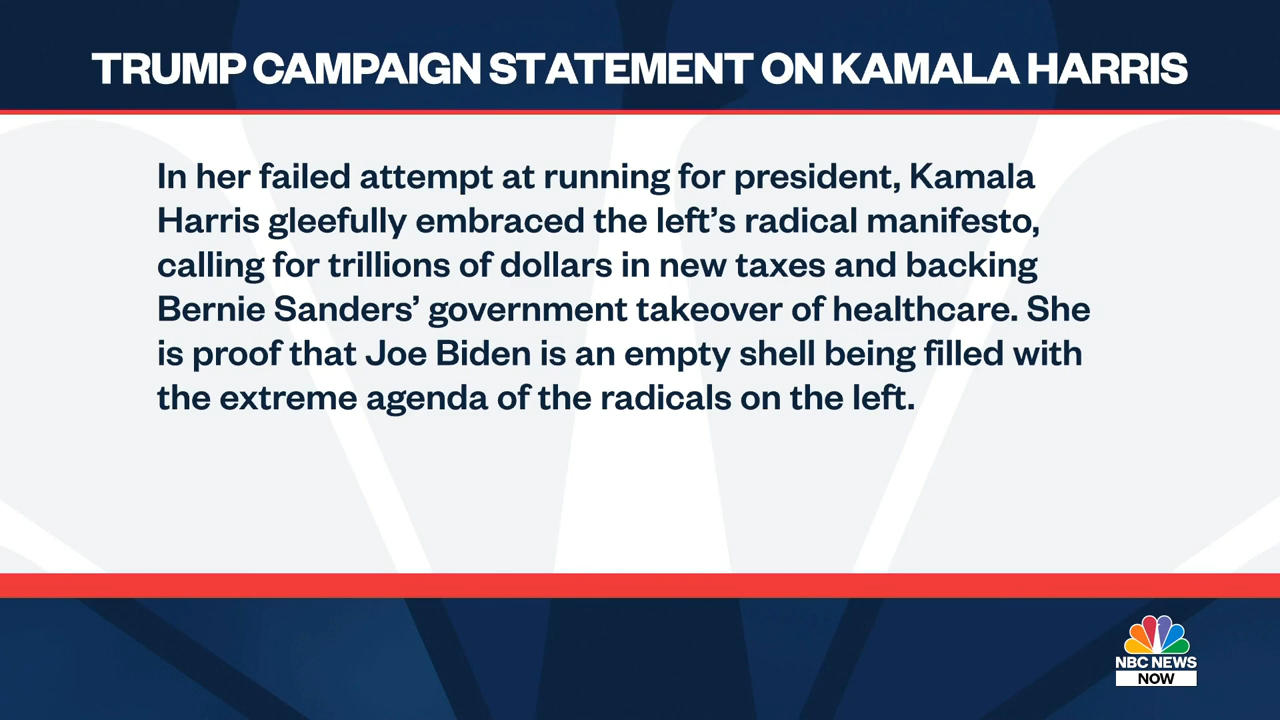 TRUMP CAMPAIGN STATEMENT ON KAMALA HARRIS
In her failed attempt at running for president, Kamala
Harris gleefully embraced the left’s radical manifesto,
calling for trillions of dollars in new taxes and backing
Bernie Sanders’ government takeover of healthcare. She
is proof that Joe Biden is an empty shell being filled with
the extreme agenda of the radicals on the left.
NBC NEWS
NOW